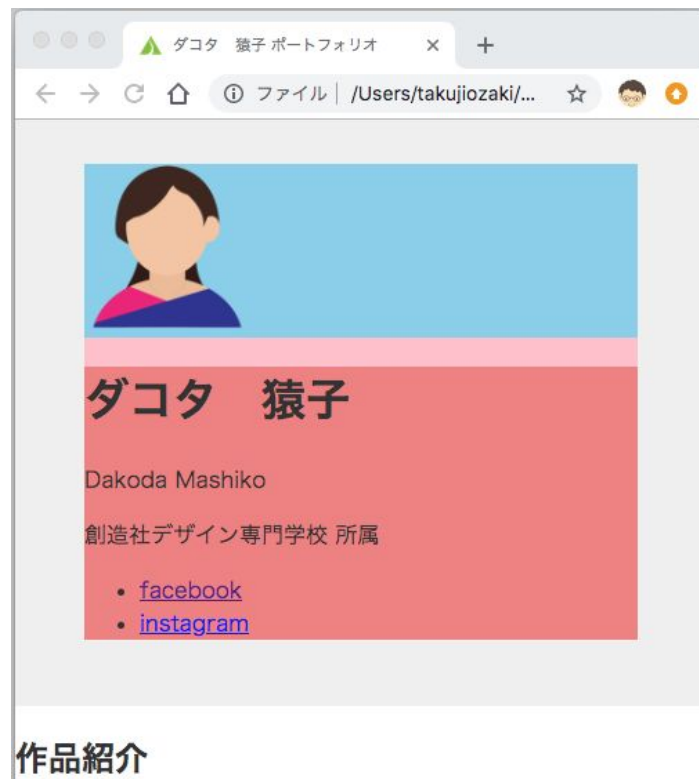 ダコタ　猿子 ポートフォリオ
ファイル | /Users/takujiozaki/...
ダコタ　猿子
Dakoda Mashiko
創造社デザイン専門学校 所属
facebook
instagram
作品紹介